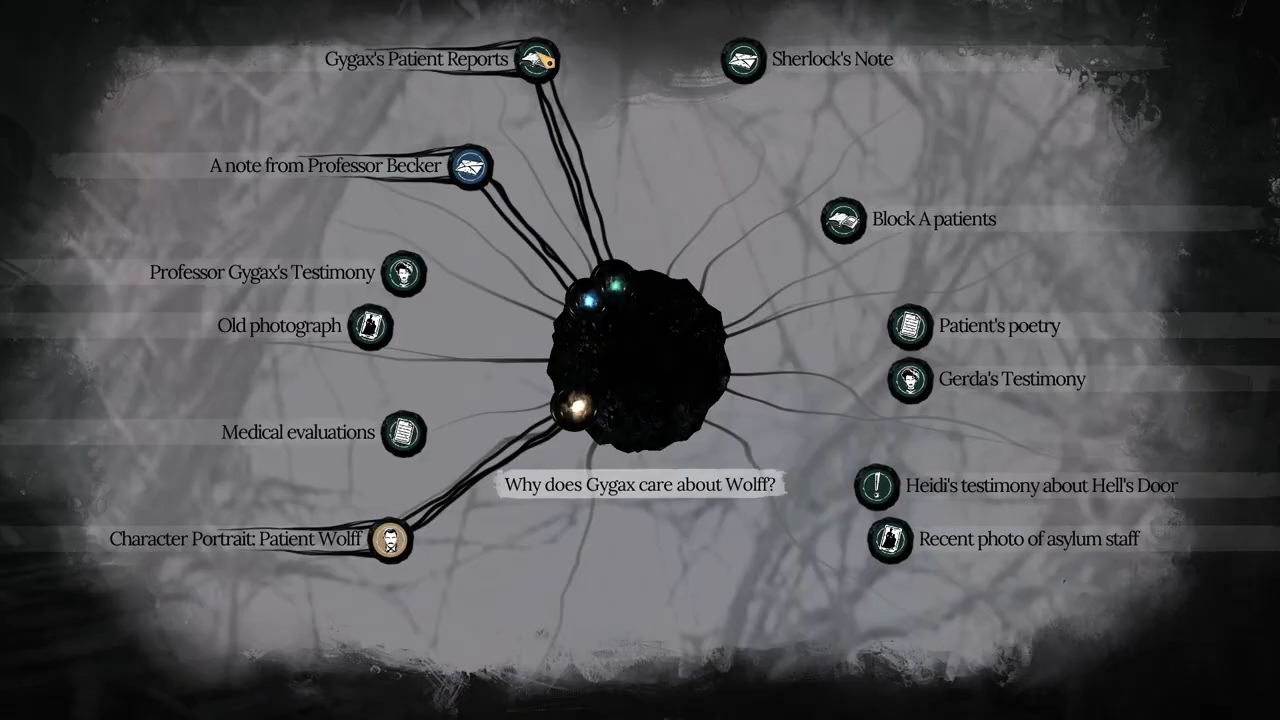 Gygax's Patient Reports
Sherlock's Note
A note from Professor Becker
Block A patients
Professor Gygax's Testimony
Old photograph
Patient's poetry
Gerda's Testimony
Medical evaluations
Why does Gygax care about Wolff?
Heidi's testimony about Hell's Door
Character Portrait: Patient Wolff
Recent photo of asylum staff